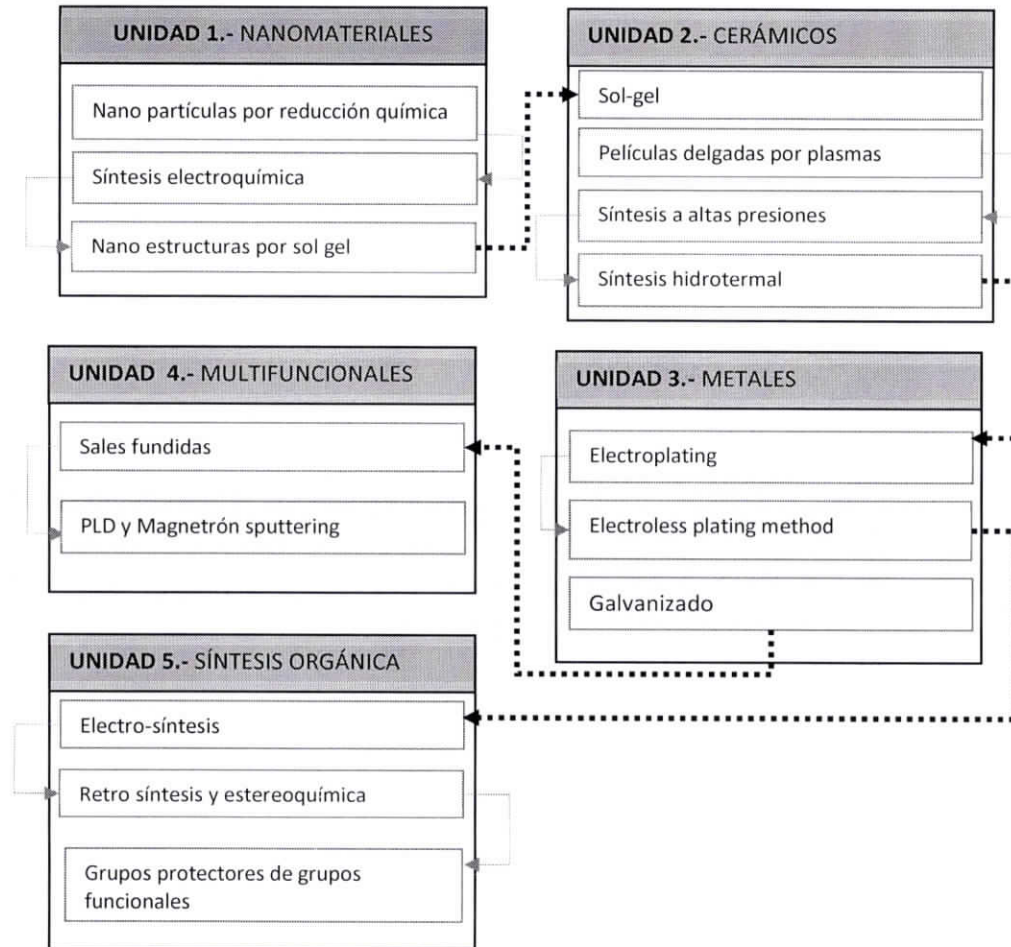 UNIDAD 1.- NANOMATERIALES
Nano partículas por reducción química
Síntesis electroquímica
Nano estructuras por sol gel
UNIDAD 2.- CERÁMICOS
Sol-gel
Películas delgadas por plasmas
Síntesis a altas presiones
Síntesis hidrotermal
UNIDAD 4.- MULTIFUNCIONALES
Sales fundidas
PLD y Magnetrón sputtering
UNIDAD 3.- METALES
Electroplating
Electroless plating method
Galvanizado
UNIDAD 5.- SÍNTESIS ORGÁNICA
Electro-síntesis
Retro síntesis y estereoquímica
Grupos protectores de grupos
funcionales